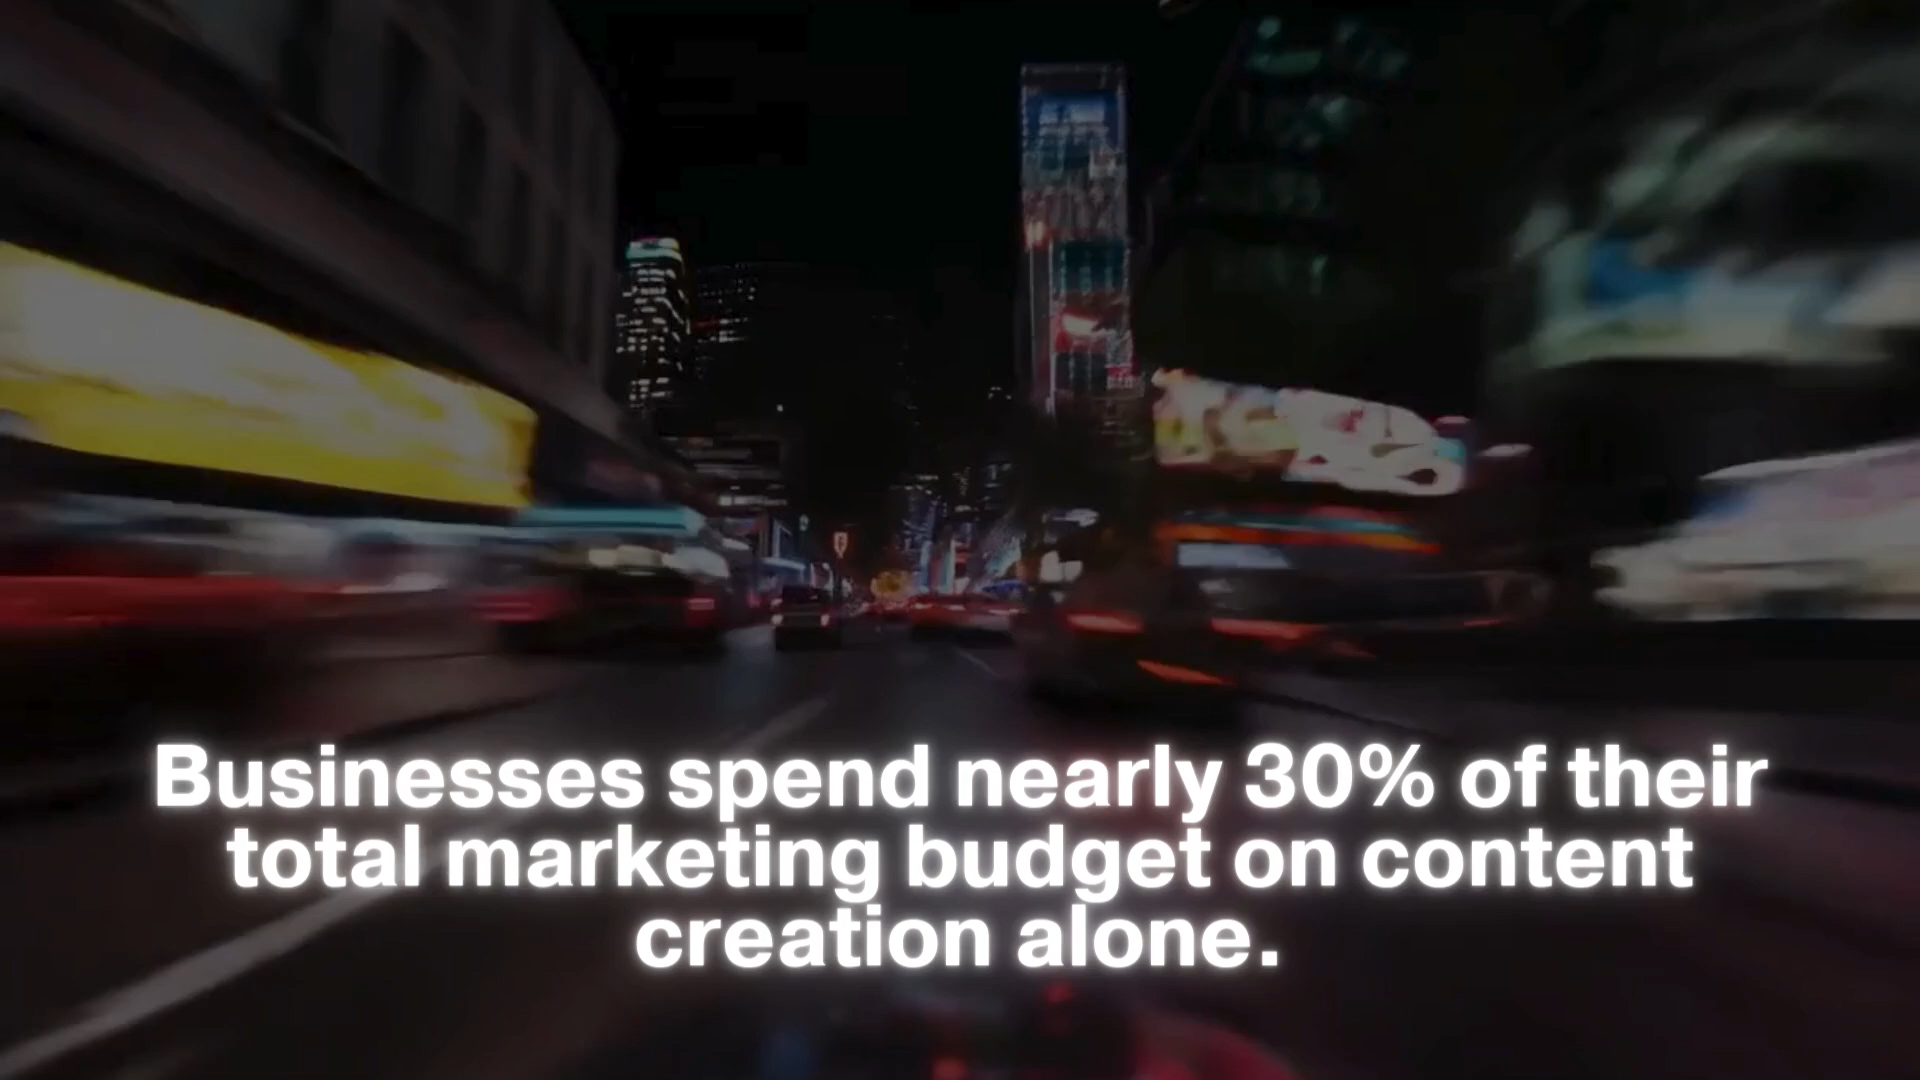 Businesses spend nearly 30% of their
total marketing budget on content
creation alone.